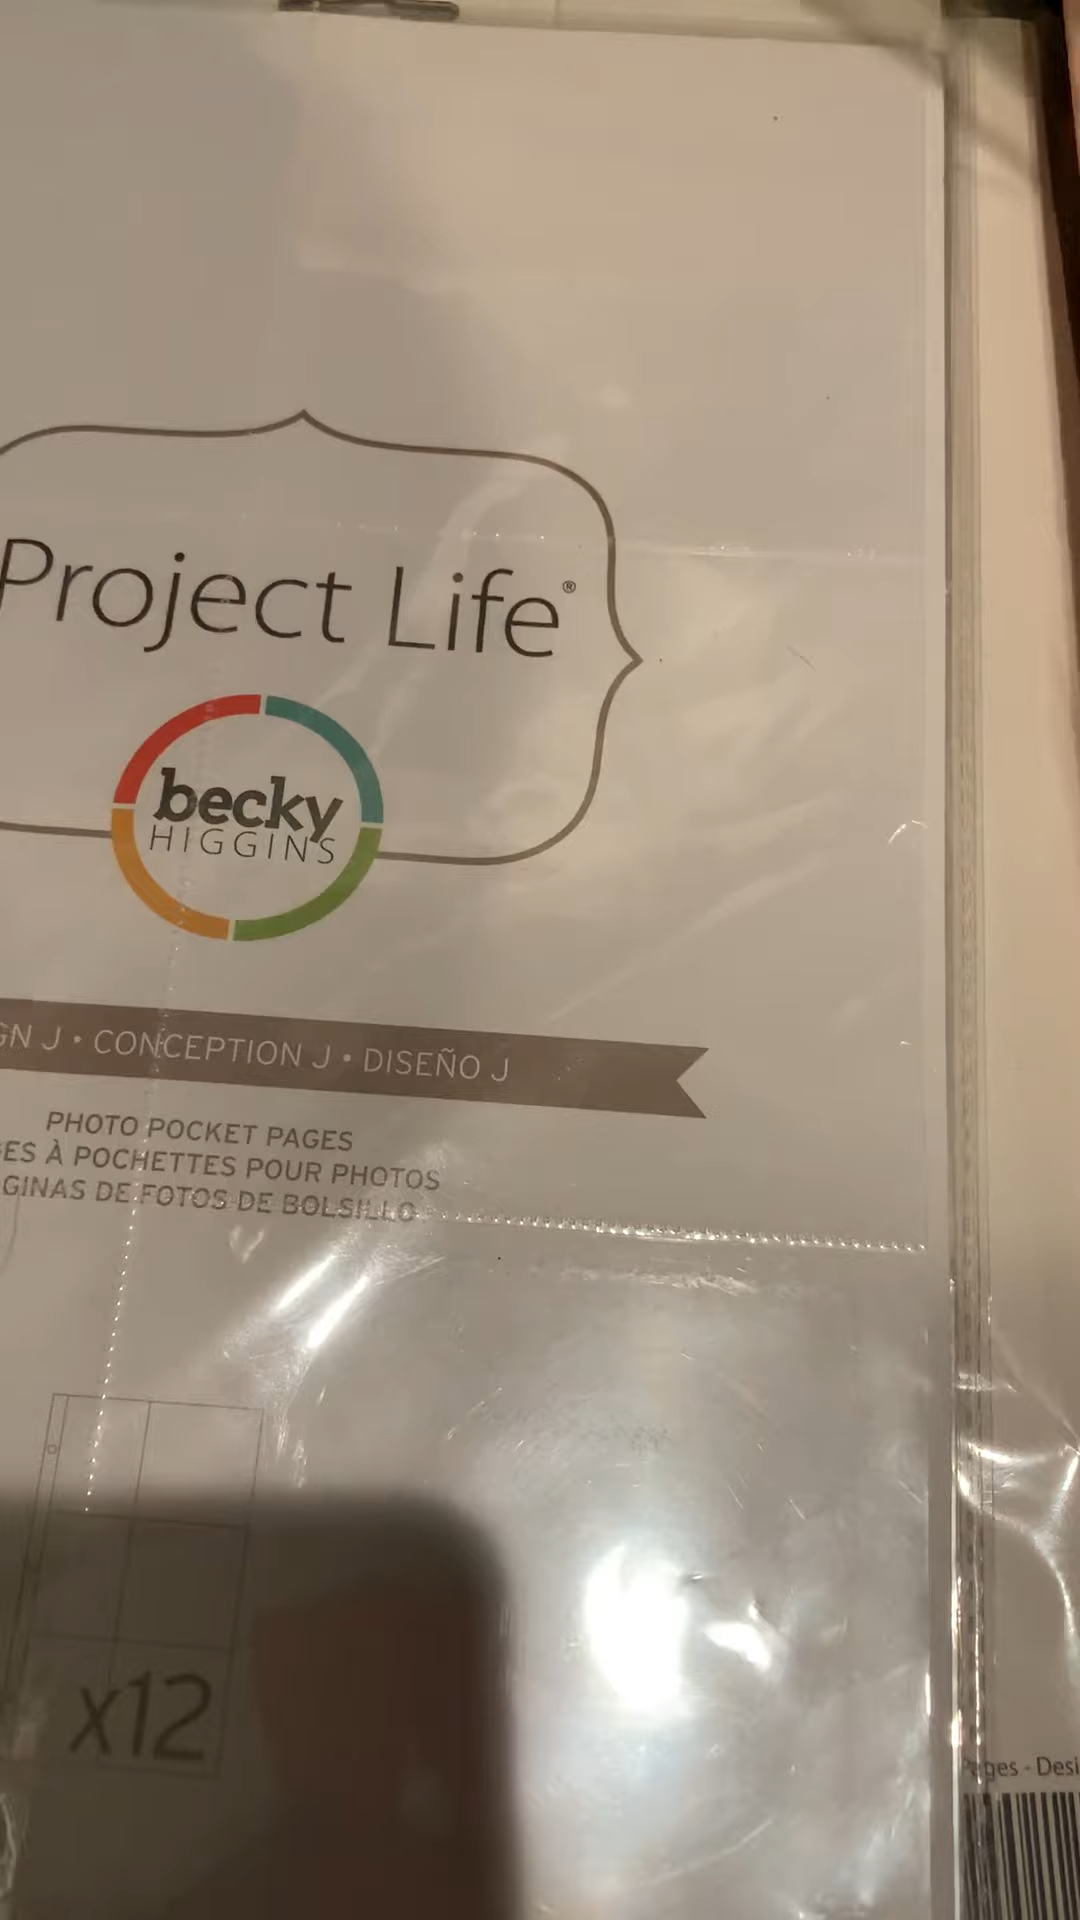 Project Life®
becky
HIGGINS
GN J • CONCEPTION J • DISEÑO J
PHOTO POCKET PAGES
ES À POCHETTES POUR PHOTOS
GINAS DE FOTOS DE BOLSILLO
x12
Pages - Desi